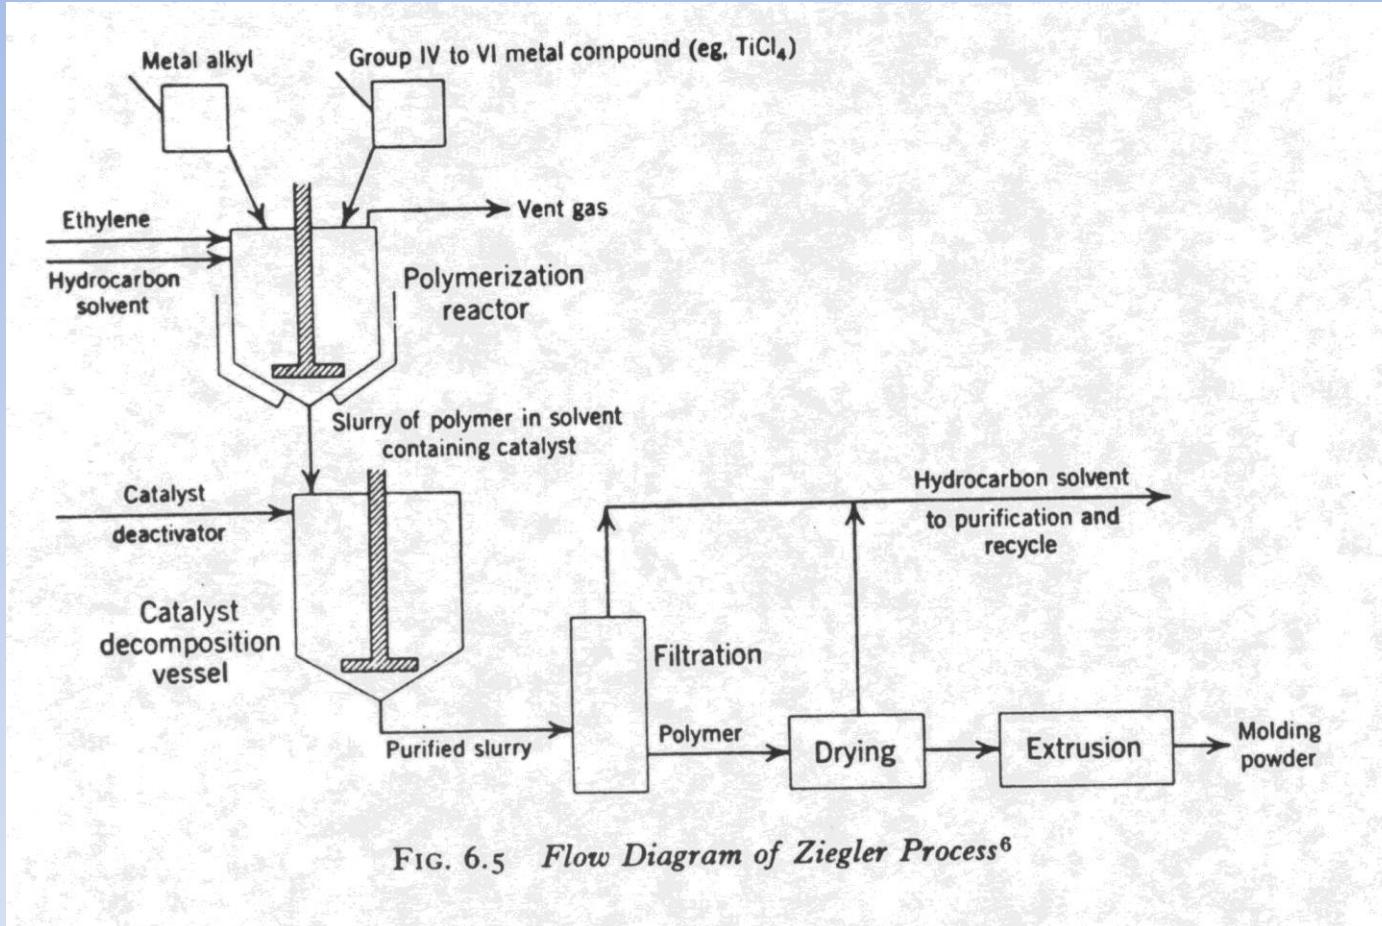 Metal alkyl
Group IV to VI metal compound (eg, TiCl₄)
Ethylene
Hydrocarbon
solvent
Vent gas
Polymerization
reactor
Slurry of polymer in solvent
containing catalyst
Catalyst
deactivator
Catalyst
decomposition
vessel
Hydrocarbon solvent
to purification and
recycle
Filtration
Purified slurry
Polymer
Drying
Extrusion
Molding
powder
FIG. 6.5 Flow Diagram of Ziegler Process⁶